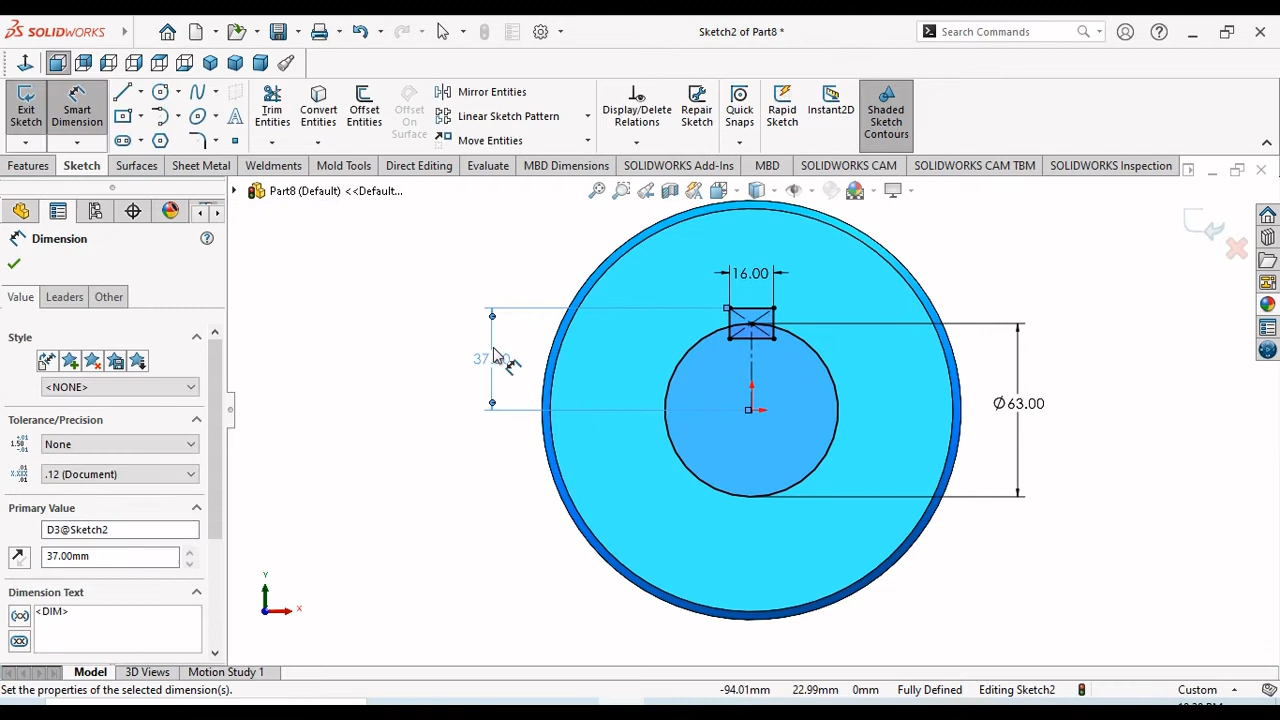 SOLIDWORKS
Sketch2 of Part8 *
Search Commands
Exit Sketch
Smart Dimension
Trim Entities
Convert Entities
Offset Entities
Offset On Surface
Mirror Entities
Linear Sketch Pattern
Move Entities
Display/Delete Relations
Repair Sketch
Quick Snaps
Rapid Sketch
Instant2D
Shaded Sketch Contours
Features Sketch Surfaces Sheet Metal Weldments Mold Tools Direct Editing Evaluate MBD Dimensions SOLIDWORKS Add-Ins MBD SOLIDWORKS CAM SOLIDWORKS CAM TBM SOLIDWORKS Inspection
Part8 (Default) <<Default...
Dimension
Value Leaders Other
Style
<NONE>
Tolerance/Precision
None
.12 (Document)
Primary Value
D3@Sketch2
37.00mm
Dimension Text
<DIM>
16.00
Ø63.00
Y
X
Model 3D Views Motion Study 1
Set the properties of the selected dimension(s).
-94.01mm 22.99mm 0mm Fully Defined Editing Sketch2 Custom